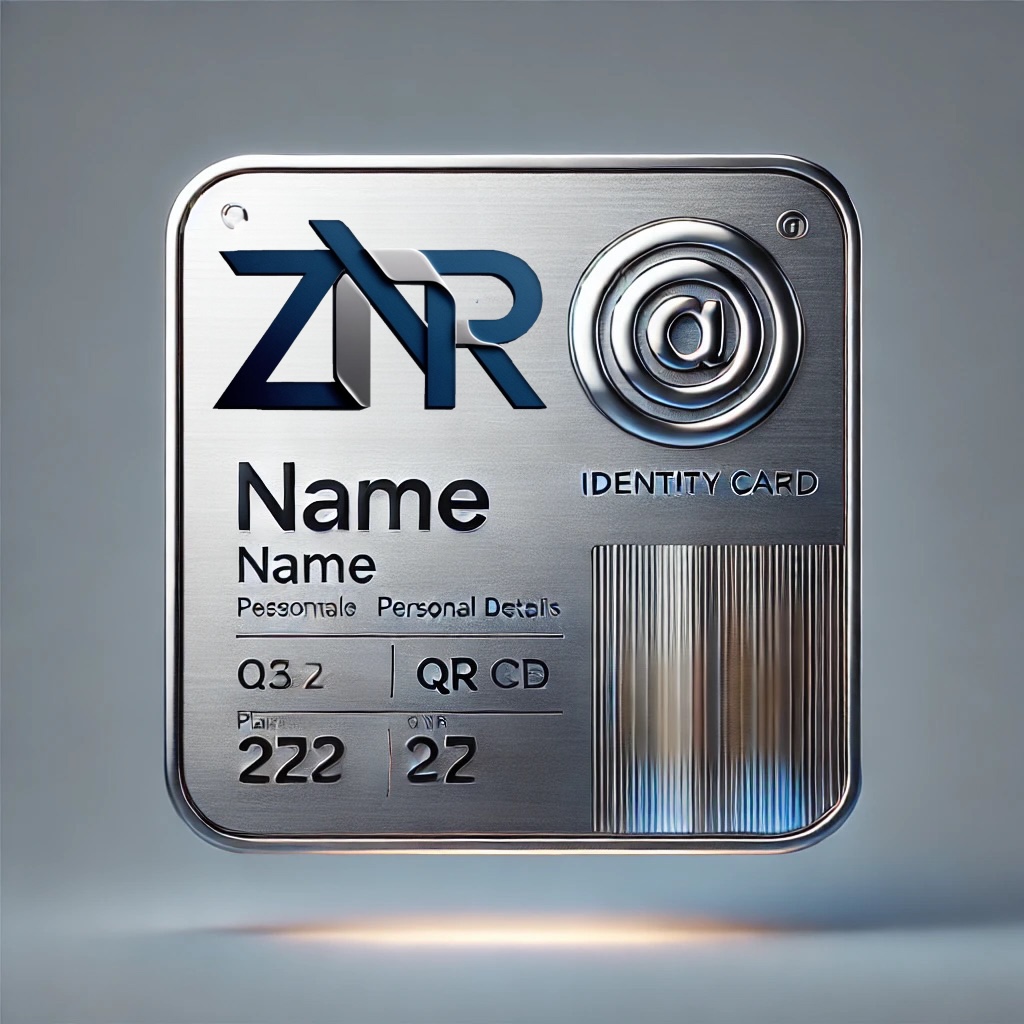 ZNR
@
IDENTITY CARD
Name
Name
Personal Details
Q3 2 QR CD
222 22